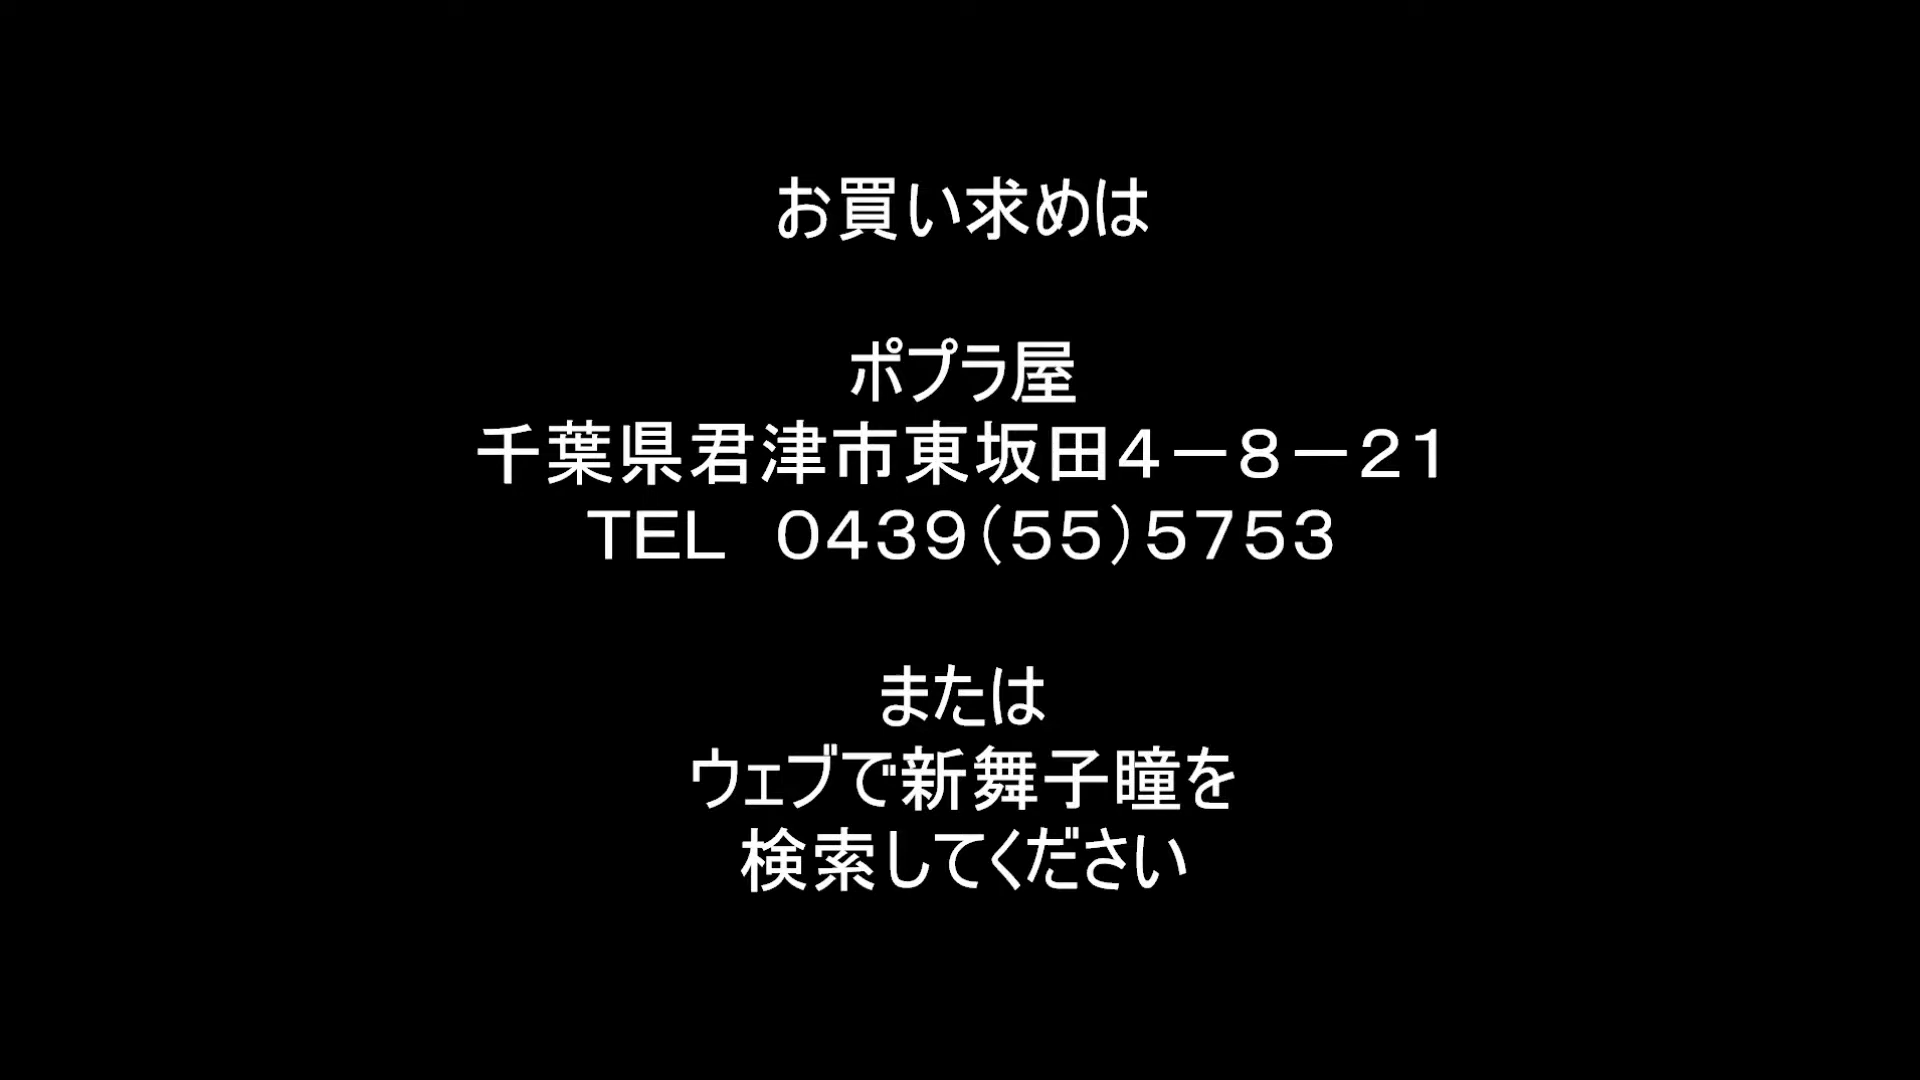 お買い求めは
ポプラ屋
千葉県君津市東坂田４－８－２１
ＴＥＬ　０４３９（５５）５７５３
または
ウェブで新舞子瞳を
検索してください